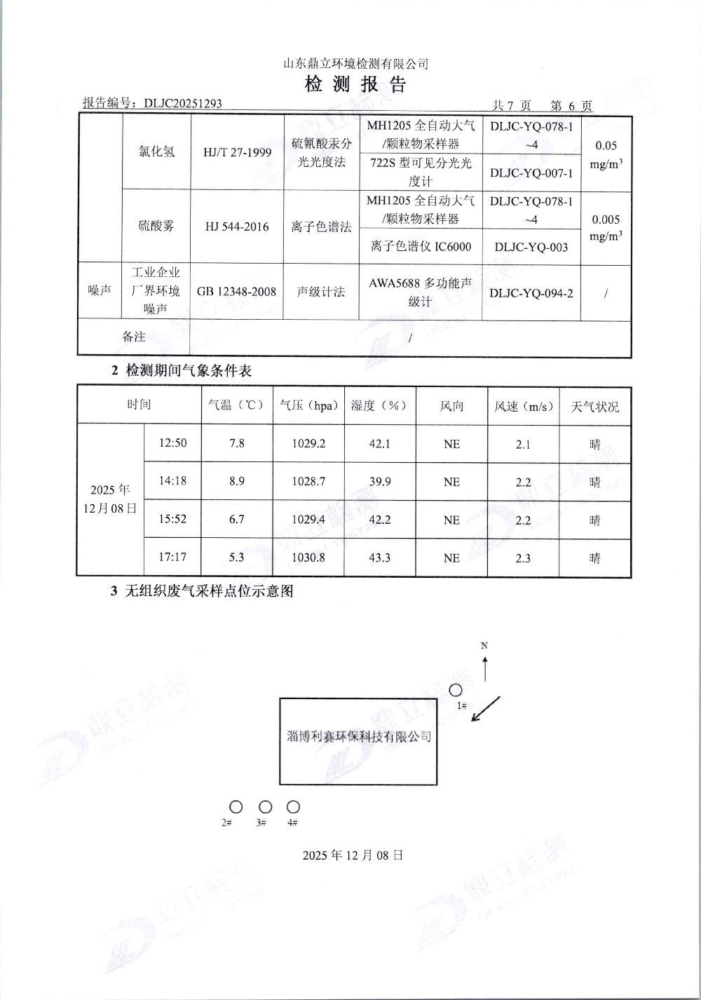 山东鼎立环境检测有限公司
检 测 报 告
报告编号：DLJC20251293 共 7 页 第 6 页
氯化氢 HJ/T 27-1999 硫氰酸汞分光光度法 MH1205 全自动大气/颗粒物采样器 DLJC-YQ-078-1~4 0.05 mg/m³
722S 型可见分光光度计 DLJC-YQ-007-1
硫酸雾 HJ 544-2016 离子色谱法 MH1205 全自动大气/颗粒物采样器 DLJC-YQ-078-1~4 0.005 mg/m³
离子色谱仪 IC6000 DLJC-YQ-003
噪声 工业企业厂界环境噪声 GB 12348-2008 声级计法 AWA5688 多功能声级计 DLJC-YQ-094-2 /
备注 /
2 检测期间气象条件表
时间 气温（℃） 气压（hpa） 湿度（%） 风向 风速（m/s） 天气状况
2025 年12月08日
12:50 7.8 1029.2 42.1 NE 2.1 晴
14:18 8.9 1028.7 39.9 NE 2.2 晴
15:52 6.7 1029.4 42.2 NE 2.2 晴
17:17 5.3 1030.8 43.3 NE 2.3 晴
3 无组织废气采样点位示意图
N
1#
淄博利赛环保科技有限公司
2# 3# 4#
2025 年 12 月 08 日